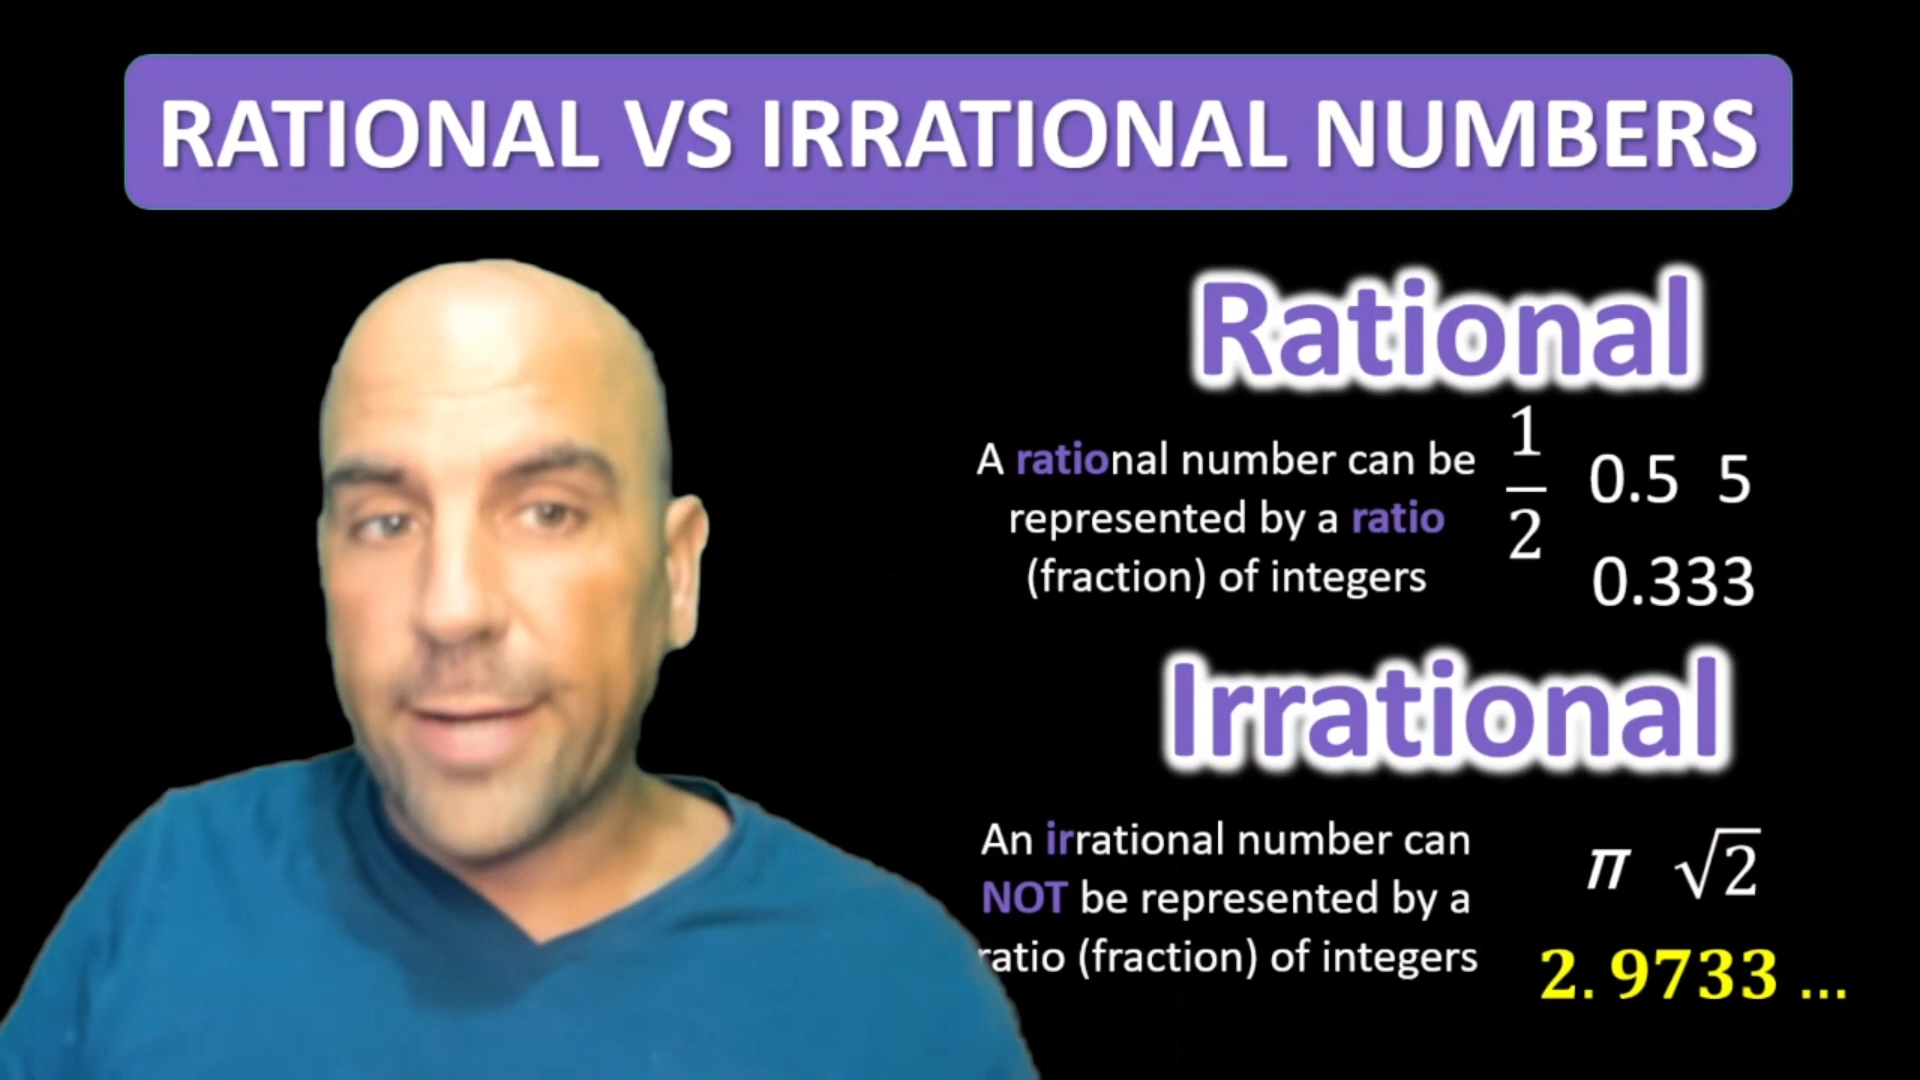 RATIONAL VS IRRATIONAL NUMBERS
Rational
A rational number can be
represented by a ratio
(fraction) of integers
1
2
0.5 5
0.333
Irrational
An irrational number can
NOT be represented by a
ratio (fraction) of integers
π √2
2.9733...